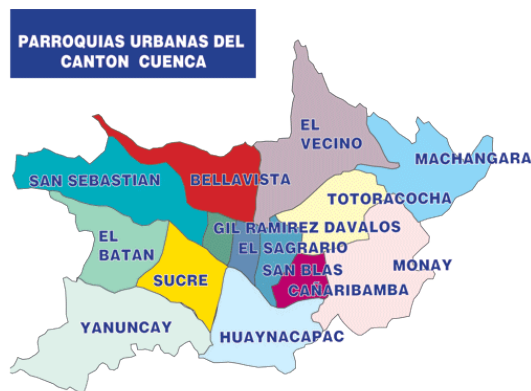 PARROQUIAS URBANAS DEL
CANTON CUENCA
EL
VECINO
MACHANGARA
SAN SEBASTIAN
BELLAVISTA
TOTORACOCHA
GIL RAMIREZ DAVALOS
EL
BATAN
EL SAGRARIO
MONAY
SAN BLAS
SUCRE
CAÑARIBAMBA
YANUNCAY
HUAYNACAPAC